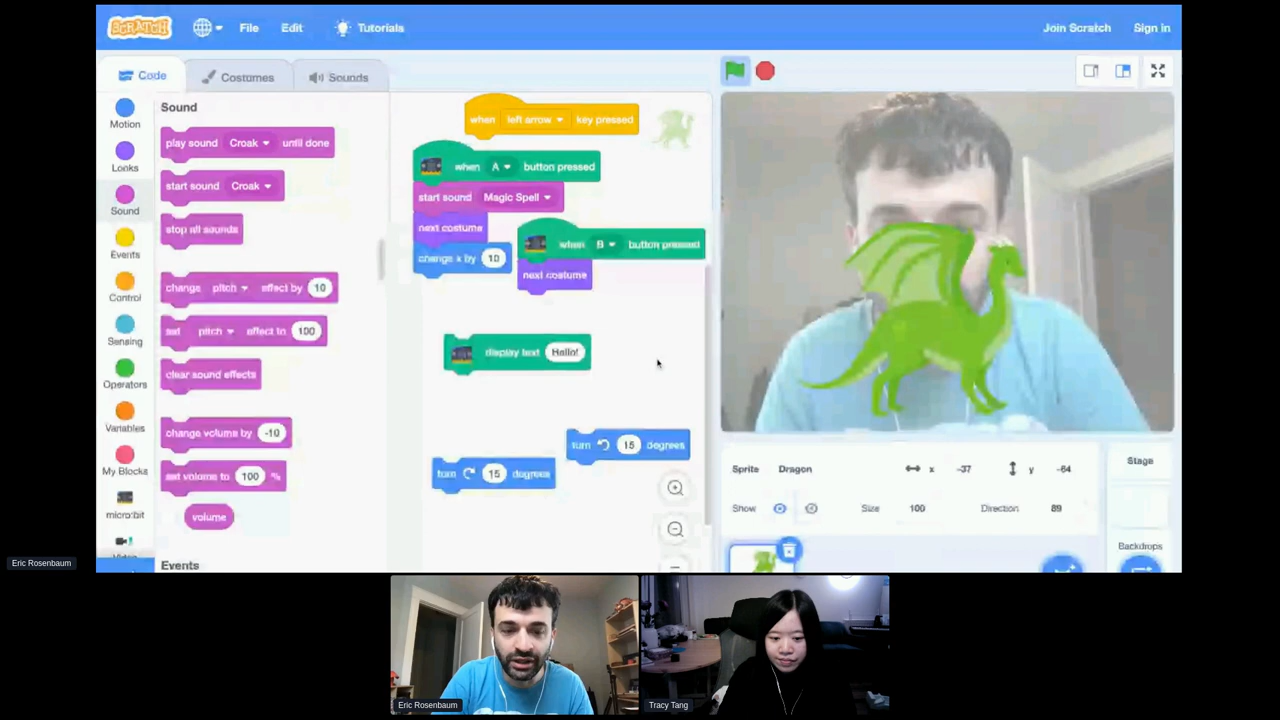 SCRATCH File Edit Tutorials Join Scratch Sign in
Code Costumes Sounds
Motion
Looks
Sound
Events
Control
Sensing
Operators
Variables
My Blocks
micro:bit
Sound
play sound Croak until done
start sound Croak
stop all sounds
change pitch effect by 10
set pitch effect to 100
clear sound effects
change volume by -10
set volume to 100 %
volume
Events
when left arrow key pressed
when A button pressed
start sound Magic Spell
next costume
change x by 10
when B button pressed
next costume
display text Hello!
turn 15 degrees
turn 15 degrees
Sprite Dragon x -37 y -64
Show Size 100 Direction 89
Stage
Backdrops
Eric Rosenbaum
Eric Rosenbaum
Tracy Tang